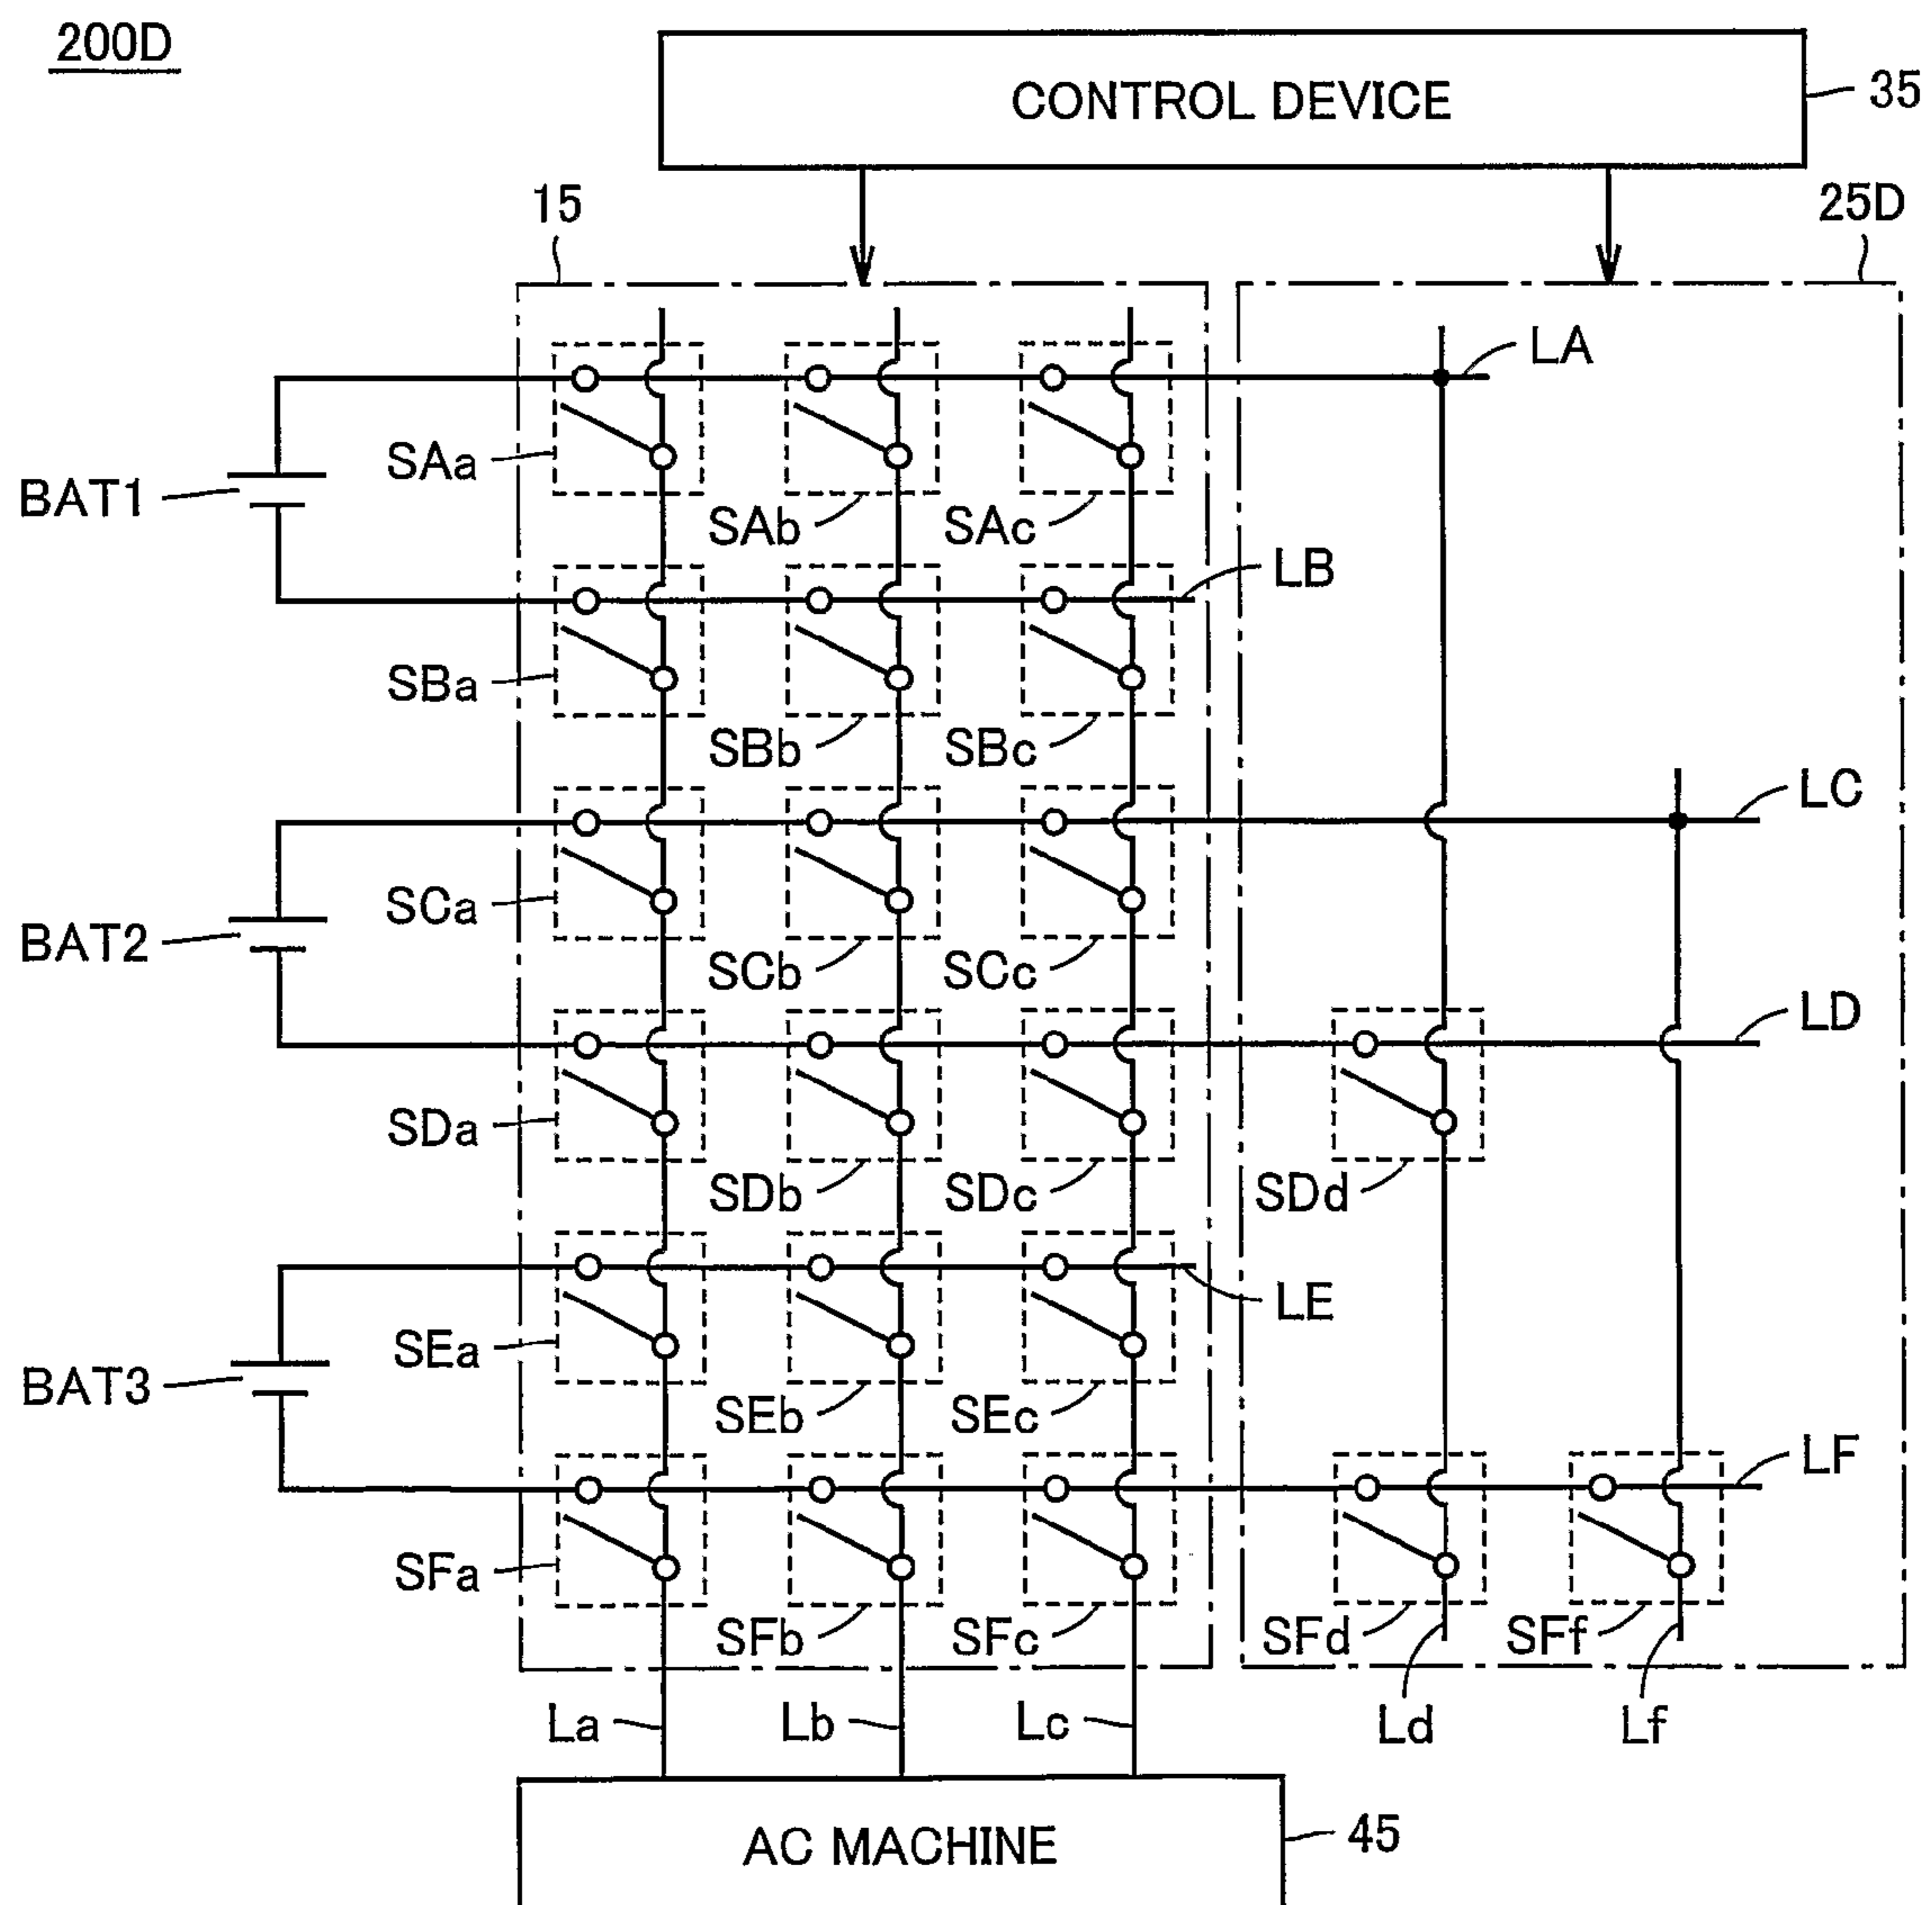 200D
CONTROL DEVICE
35
15
25D
LA
SAa
BAT1
SAb
SAc
LB
SBa
SBb
SBc
LC
SCa
BAT2
SCb
SCc
LD
SDa
SDb
SDc
SDd
LE
SEa
BAT3
SEb
SEc
LF
SFa
SFb
SFc
SFd
SFf
La
Lb
Lc
Ld
Lf
AC MACHINE
45